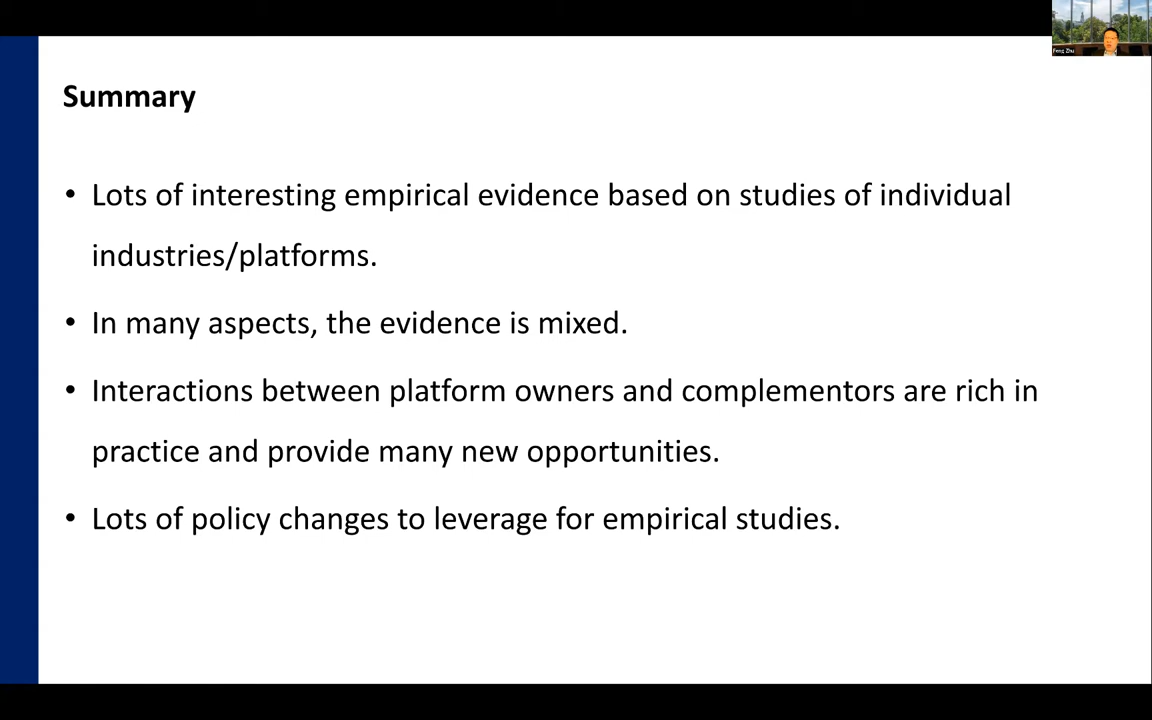 Feng Zhu
Summary
• Lots of interesting empirical evidence based on studies of individual
industries/platforms.
• In many aspects, the evidence is mixed.
• Interactions between platform owners and complementors are rich in
practice and provide many new opportunities.
• Lots of policy changes to leverage for empirical studies.